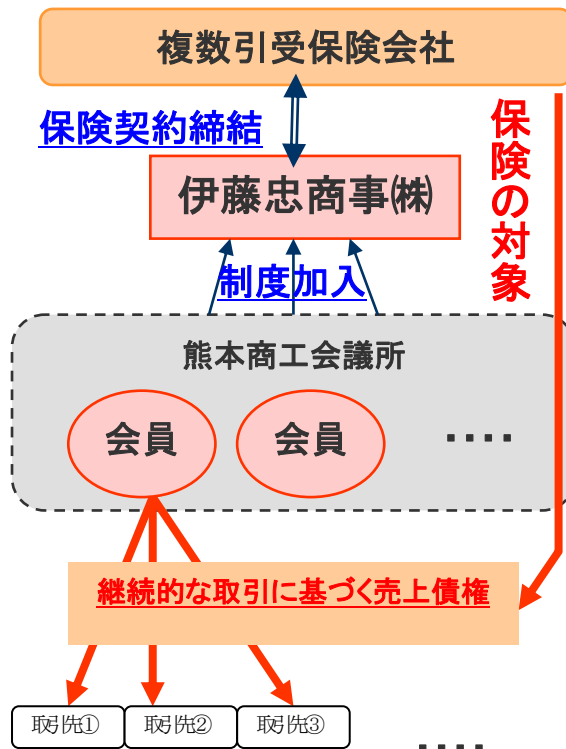 複数引受保険会社
保険契約締結
保険の対象
伊藤忠商事㈱
制度加入
熊本商工会議所
会員
会員
‥‥
継続的な取引に基づく売上債権
取引先①
取引先②
取引先③
‥‥